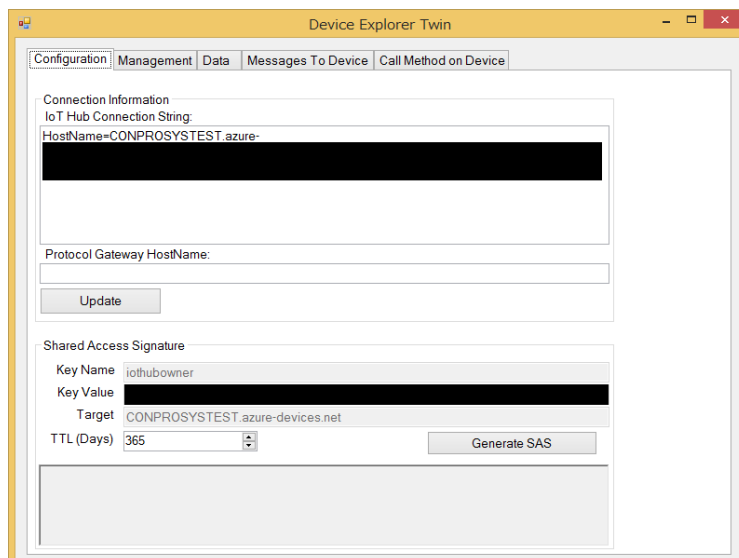 Device Explorer Twin
Configuration Management Data Messages To Device Call Method on Device
Connection Information
IoT Hub Connection String:
HostName=CONPROSYSTEST.azure-
Protocol Gateway HostName:
Update
Shared Access Signature
Key Name iothubowner
Key Value
Target CONPROSYSTEST.azure-devices.net
TTL (Days) 365
Generate SAS